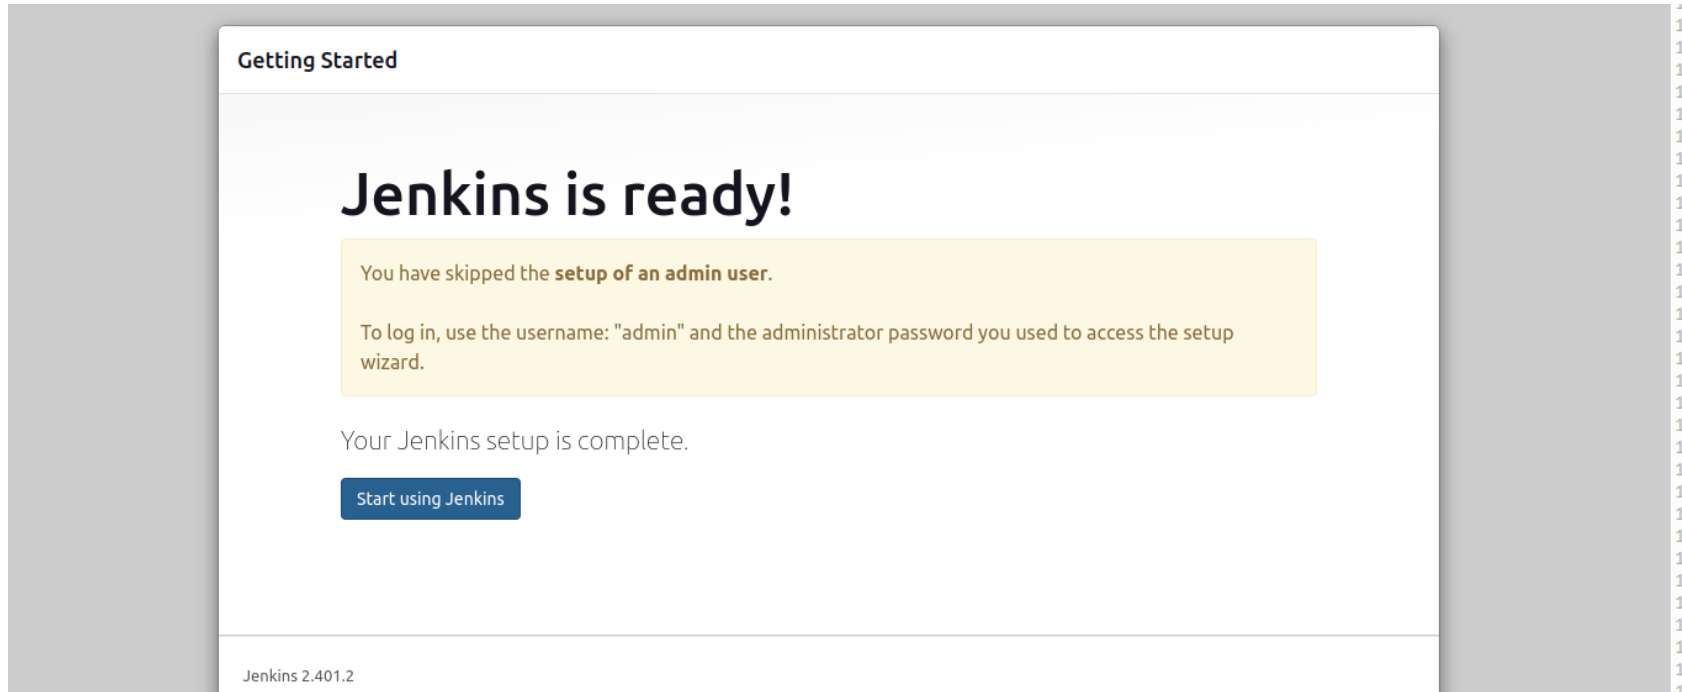 Getting Started
Jenkins is ready!
You have skipped the setup of an admin user.
To log in, use the username: "admin" and the administrator password you used to access the setup
wizard.
Your Jenkins setup is complete.
Start using Jenkins
Jenkins 2.401.2